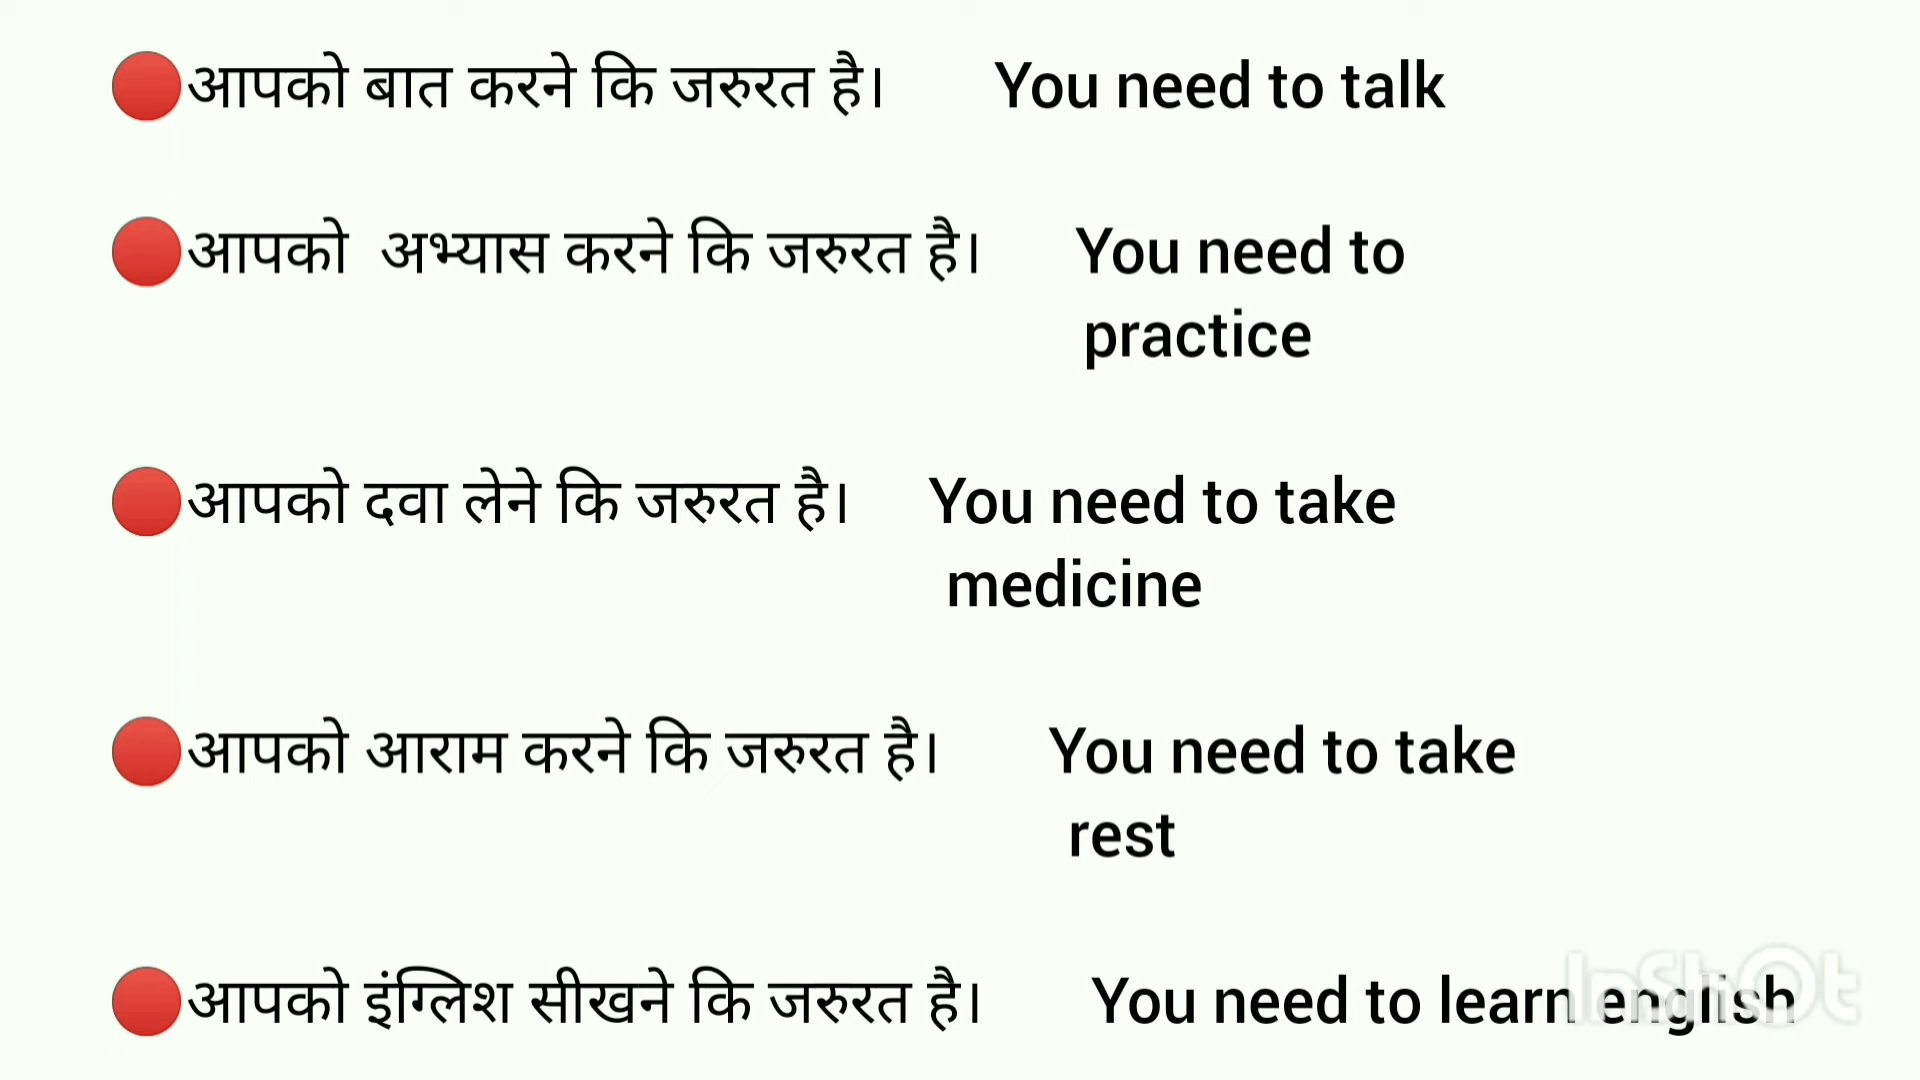 🔴आपको बात करने कि जरुरत है। You need to talk
🔴आपको अभ्यास करने कि जरुरत है। You need to
practice
🔴आपको दवा लेने कि जरुरत है। You need to take
medicine
🔴आपको आराम करने कि जरुरत है। You need to take
rest
🔴आपको इंग्लिश सीखने कि जरुरत है। You need to learn english
InShOt